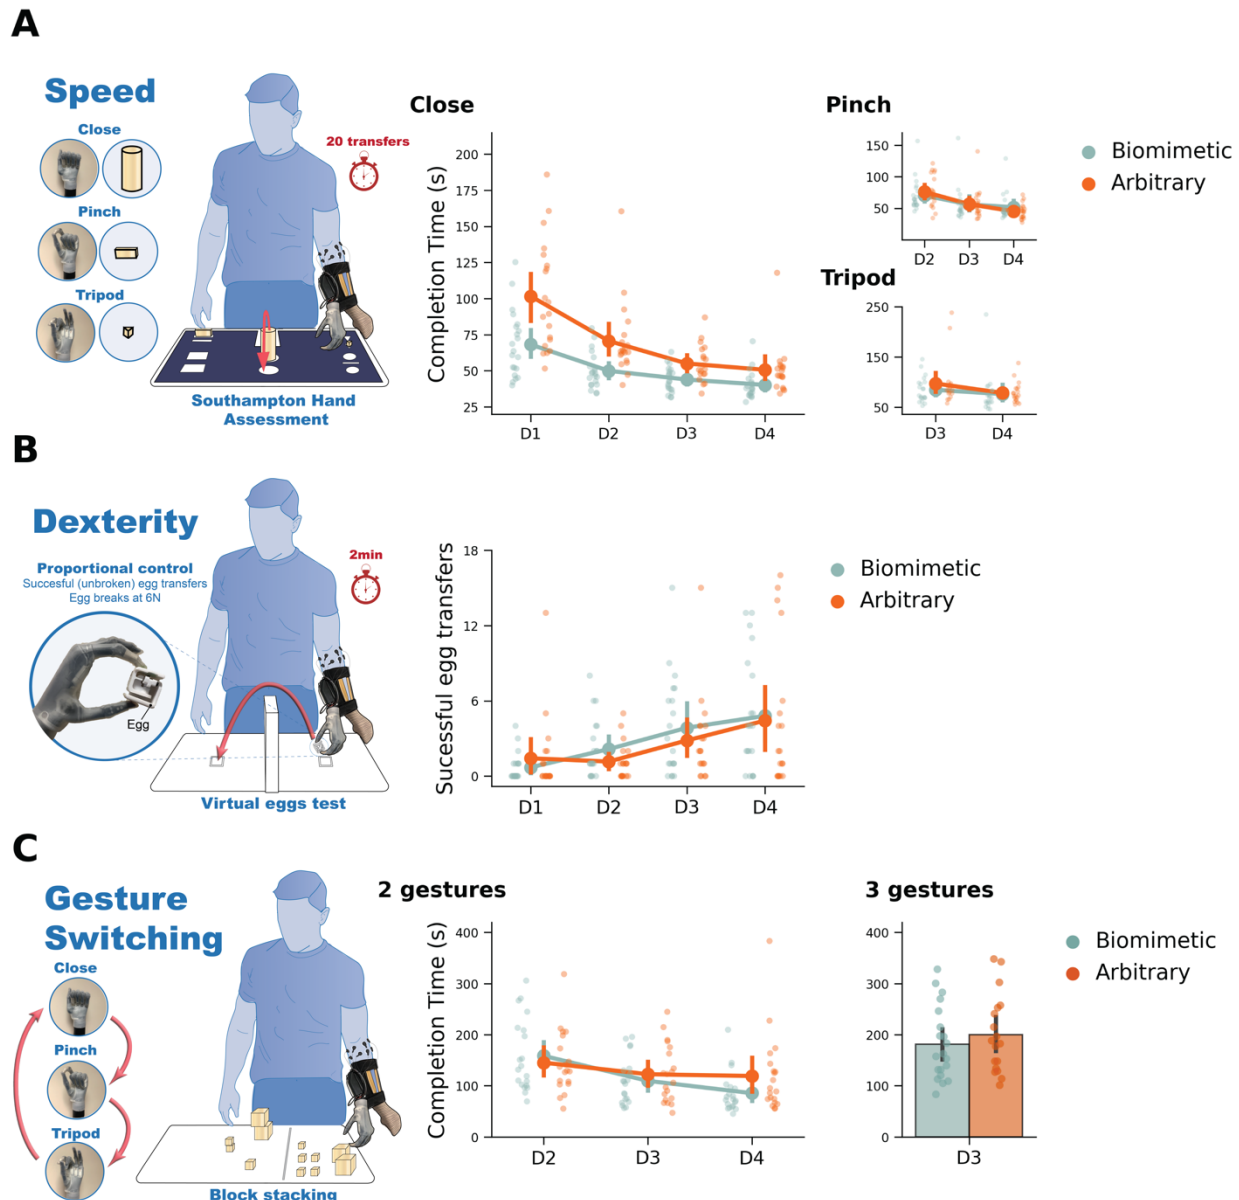 A
Speed
Close
Pinch
Tripod
20 transfers
Southampton Hand
Assessment
Close
Completion Time (s)
200
175
150
125
100
75
50
25
D1 D2 D3 D4
Pinch
150
100
50
D2 D3 D4
Tripod
250
150
50
D3 D4
Biomimetic
Arbitrary
B
Dexterity
Proportional control
Succesful (unbroken) egg transfers
Egg breaks at 6N
Egg
2min
Virtual eggs test
Successful egg transfers
18
12
6
0
D1 D2 D3 D4
Biomimetic
Arbitrary
C
Gesture
Switching
Close
Pinch
Tripod
Block stacking
2 gestures
Completion Time (s)
400
300
200
100
0
D2 D3 D4
3 gestures
400
300
200
100
0
D3
Biomimetic
Arbitrary